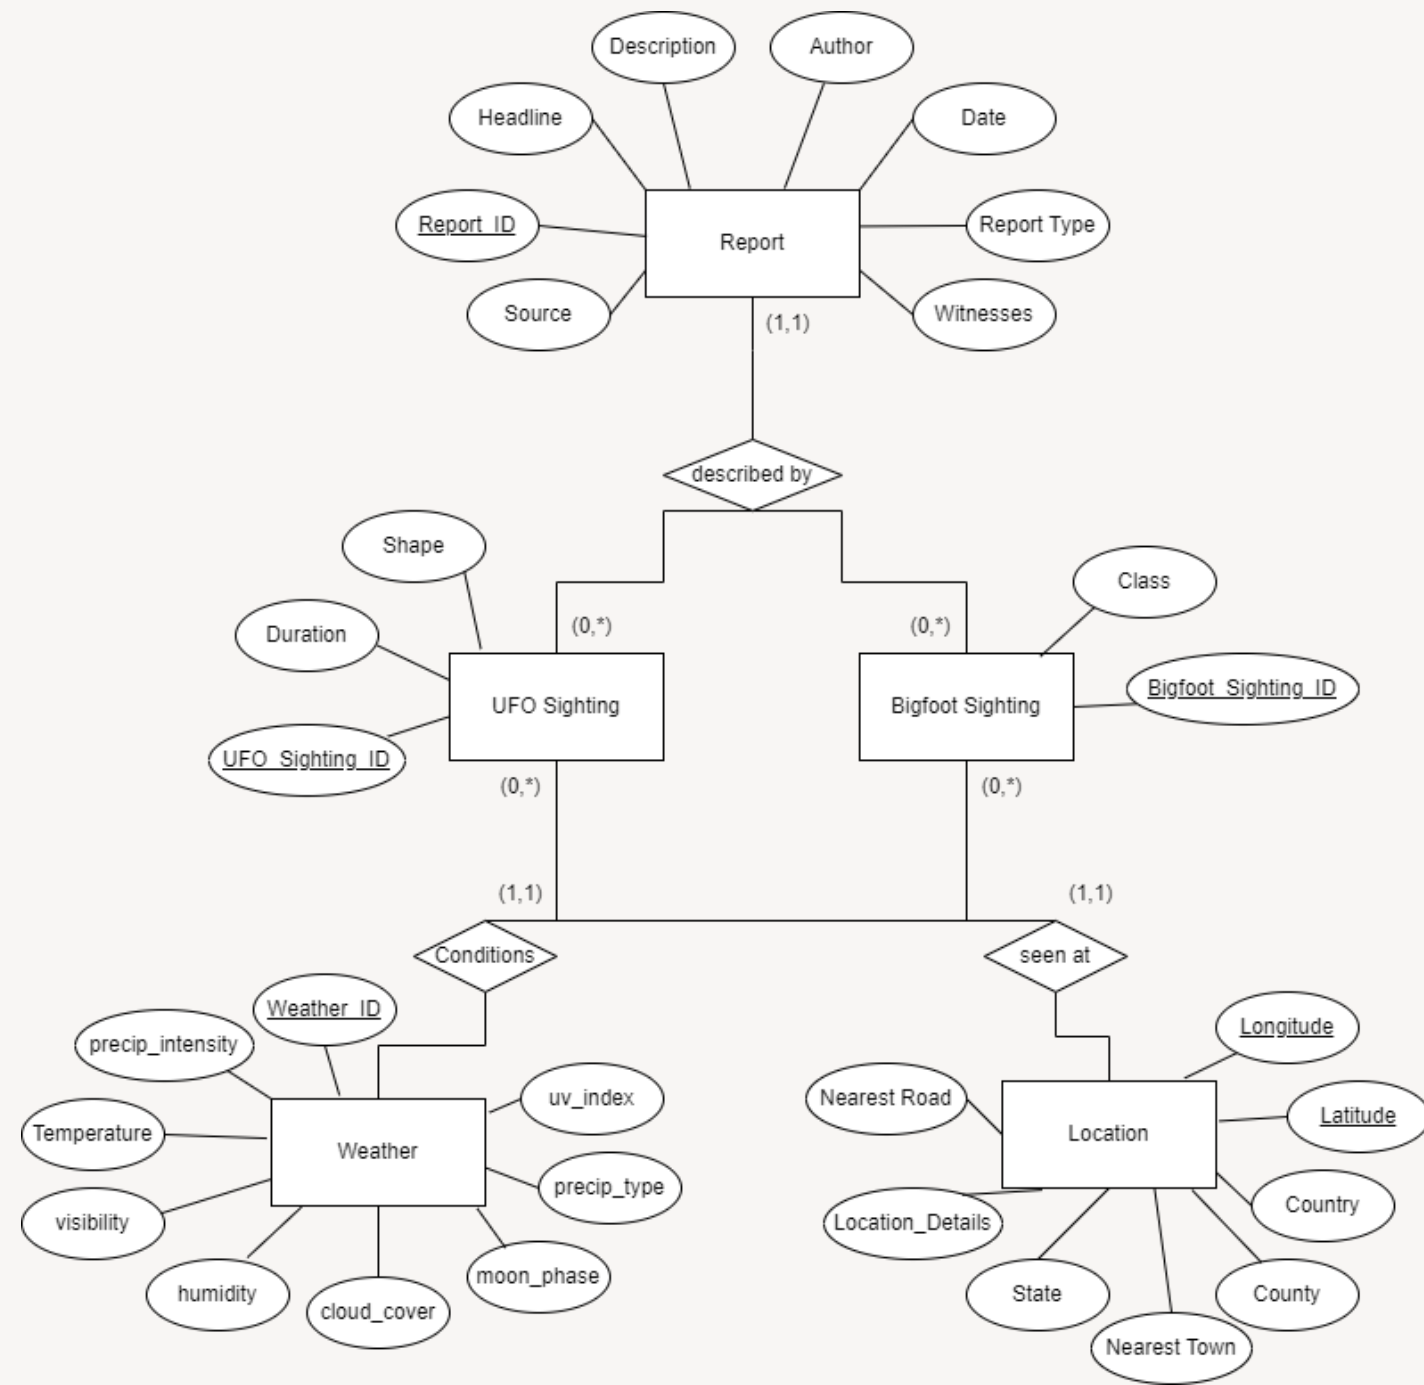 Description
Author
Headline
Date
Report_ID
Report Type
Report
Source
Witnesses
(1,1)
described by
Shape
Class
Duration
(0,*)
(0,*)
UFO Sighting
Bigfoot Sighting
Bigfoot_Sighting_ID
UFO_Sighting_ID
(0,*)
(0,*)
(1,1)
(1,1)
Conditions
seen at
Weather_ID
precip_intensity
Longitude
uv_index
Nearest Road
Temperature
Weather
Location
Latitude
precip_type
visibility
Location_Details
Country
moon_phase
humidity
cloud_cover
State
County
Nearest Town